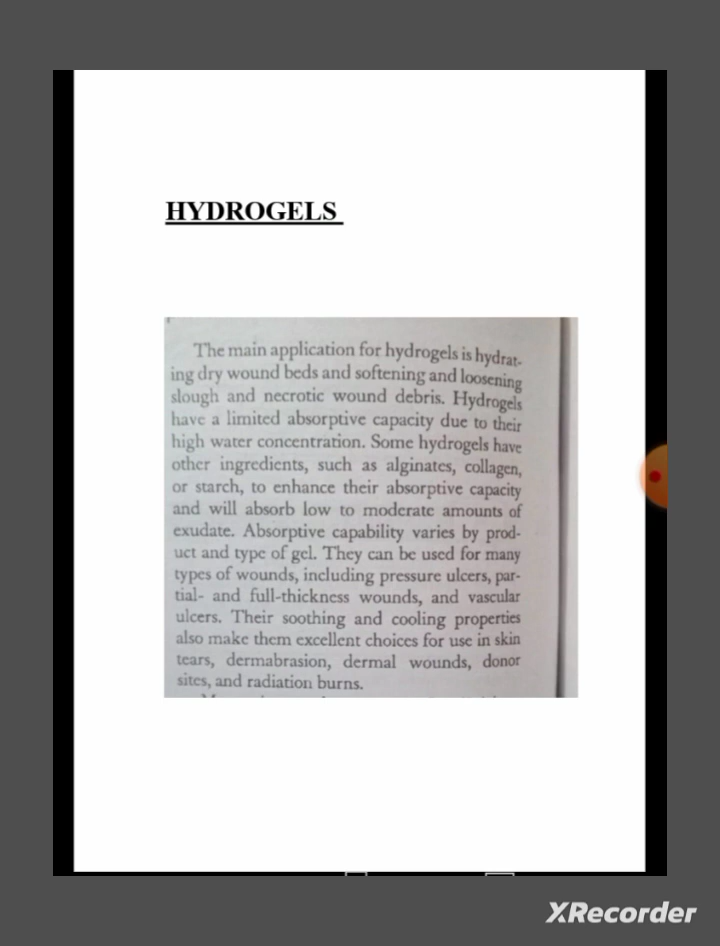 HYDROGELS
The main application for hydrogels is hydrat-
ing dry wound beds and softening and loosening
slough and necrotic wound debris. Hydrogels
have a limited absorptive capacity due to their
high water concentration. Some hydrogels have
other ingredients, such as alginates, collagen,
or starch, to enhance their absorptive capacity
and will absorb low to moderate amounts of
exudate. Absorptive capability varies by prod-
uct and type of gel. They can be used for many
types of wounds, including pressure ulcers, par-
tial- and full-thickness wounds, and vascular
ulcers. Their soothing and cooling properties
also make them excellent choices for use in skin
tears, dermabrasion, dermal wounds, donor
sites, and radiation burns.
XRecorder